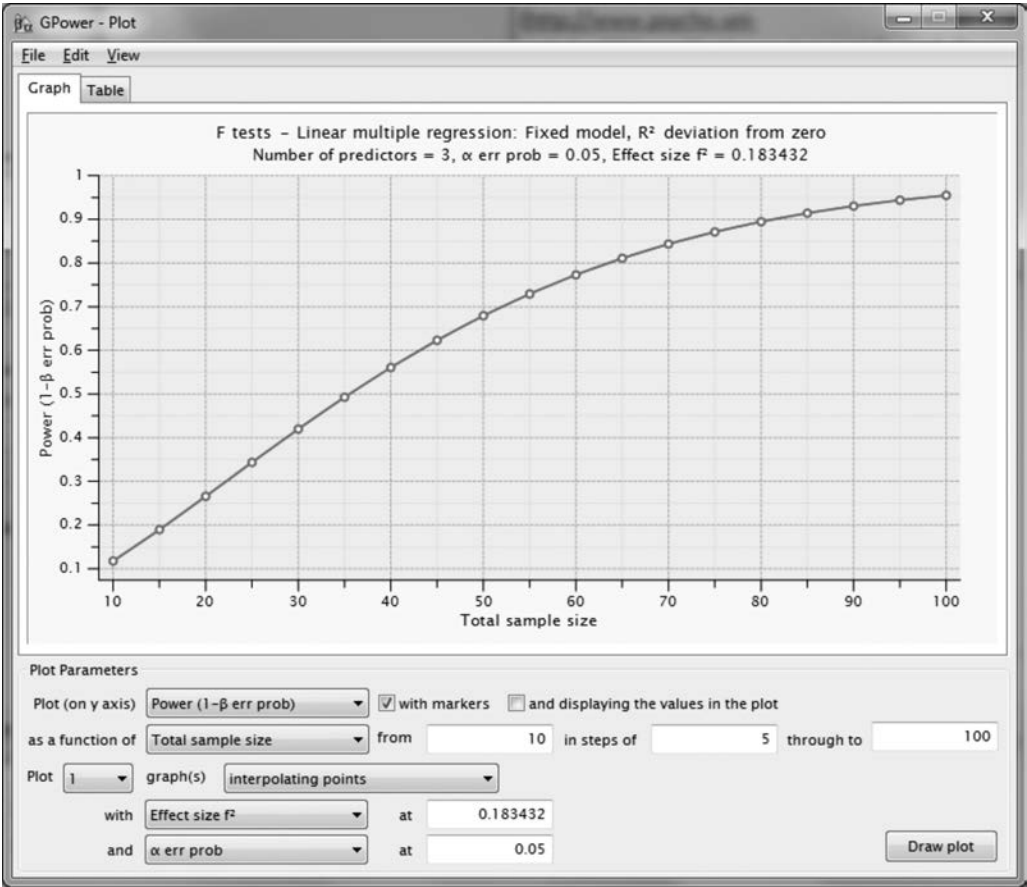 βρα GPower - Plot
File Edit View
Graph Table
F tests - Linear multiple regression: Fixed model, R² deviation from zero
Number of predictors = 3, α err prob = 0.05, Effect size f² = 0.183432
Power (1-β err prob)
1
0.9
0.8
0.7
0.6
0.5
0.4
0.3
0.2
0.1
10 20 30 40 50 60 70 80 90 100
Total sample size
Plot Parameters
Plot (on y axis) Power (1-β err prob) with markers and displaying the values in the plot
as a function of Total sample size from 10 in steps of 5 through to 100
Plot 1 graph(s) interpolating points
with Effect size f² at 0.183432
and α err prob at 0.05
Draw plot